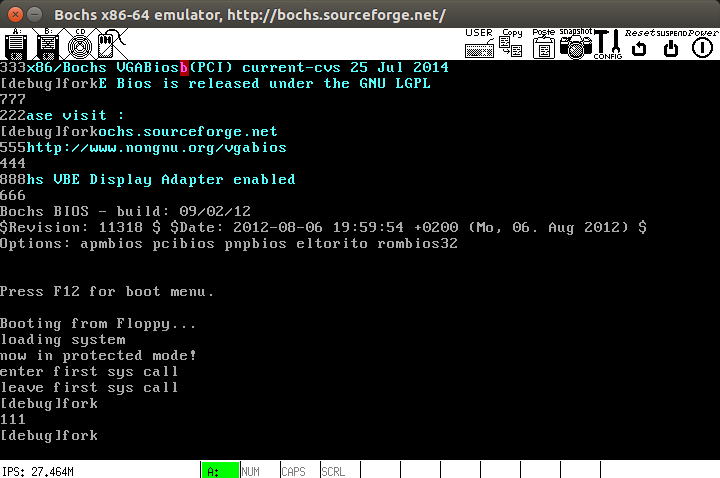 Bochs x86-64 emulator, http://bochs.sourceforge.net/
A: B: CD USER Copy Paste snapshot CONFIG Reset SUSPEND Power
333x86/Bochs VGABiosb(PCI) current-cvs 25 Jul 2014
[debug]forkE Bios is released under the GNU LGPL
777
222ase visit :
[debug]forkochs.sourceforge.net
555http://www.nongnu.org/vgabios
444
888hs VBE Display Adapter enabled
666
Bochs BIOS - build: 09/02/12
$Revision: 11318 $ $Date: 2012-08-06 19:59:54 +0200 (Mo, 06. Aug 2012) $
Options: apmbios pcibios pnpbios eltorito rombios32
Press F12 for boot menu.
Booting from Floppy...
loading system
now in protected mode!
enter first sys call
leave first sys call
[debug]fork
111
[debug]fork
IPS: 27.464M A: NUM CAPS SCRL